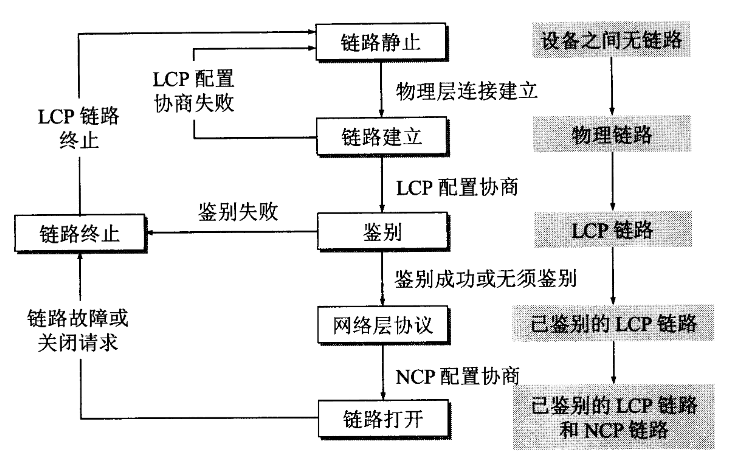 链路静止
设备之间无链路
LCP 配置
协商失败
物理层连接建立
LCP 链路
终止
链路建立
物理链路
LCP 配置协商
鉴别失败
链路终止
鉴别
LCP 链路
鉴别成功或无须鉴别
链路故障或
关闭请求
网络层协议
已鉴别的 LCP 链路
NCP 配置协商
链路打开
已鉴别的 LCP 链路
和 NCP 链路